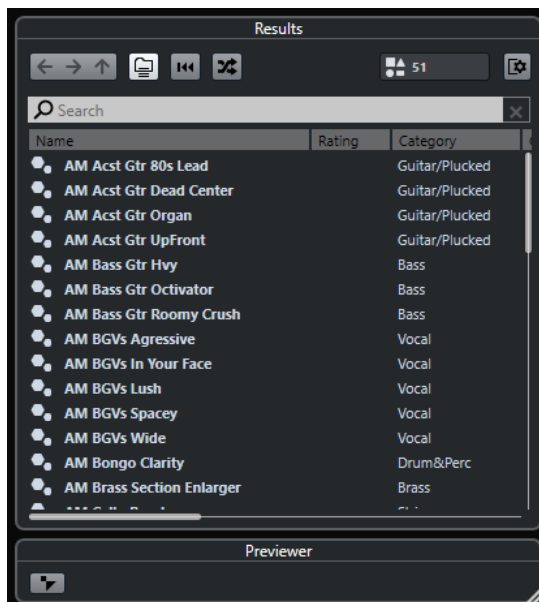 Results
51
Search
Name Rating Category
AM Acst Gtr 80s Lead Guitar/Plucked
AM Acst Gtr Dead Center Guitar/Plucked
AM Acst Gtr Organ Guitar/Plucked
AM Acst Gtr UpFront Guitar/Plucked
AM Bass Gtr Hvy Bass
AM Bass Gtr Octivator Bass
AM Bass Gtr Roomy Crush Bass
AM BGVs Agressive Vocal
AM BGVs In Your Face Vocal
AM BGVs Lush Vocal
AM BGVs Spacey Vocal
AM BGVs Wide Vocal
AM Bongo Clarity Drum&Perc
AM Brass Section Enlarger Brass
Previewer